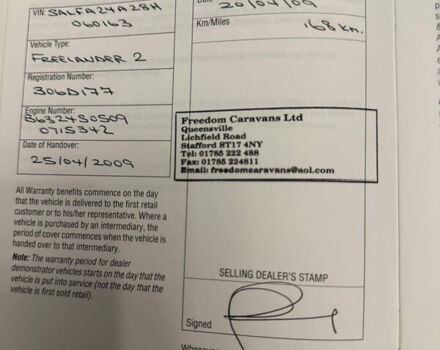 VIN: SALFA24A28H
060163
Vehicle Type:
FREELANDER 2
Registration Number:
306D177
Engine Number:
0715342
Date of Handover:
25/04/2009
All Warranty benefits commence on the day
that the vehicle is delivered to the first retail
customer or to his/her representative. Where a
vehicle is purchased by an intermediary, the
period of cover commences when the vehicle is
handed over to that intermediary.
Note: The warranty period for dealer
demonstrator vehicles starts on the day that the
vehicle is put into service (not the day that the
vehicle is first sold retail).
Date
20/04/09
Km/Miles
168 KM.
Freedom Caravans Ltd
Queensville
Lichfield Road
Stafford ST17 4NY
Tel: 01785 222 488
Fax: 01785 224811
Email: freedomcaravans@aol.com
SELLING DEALER'S STAMP
Signed